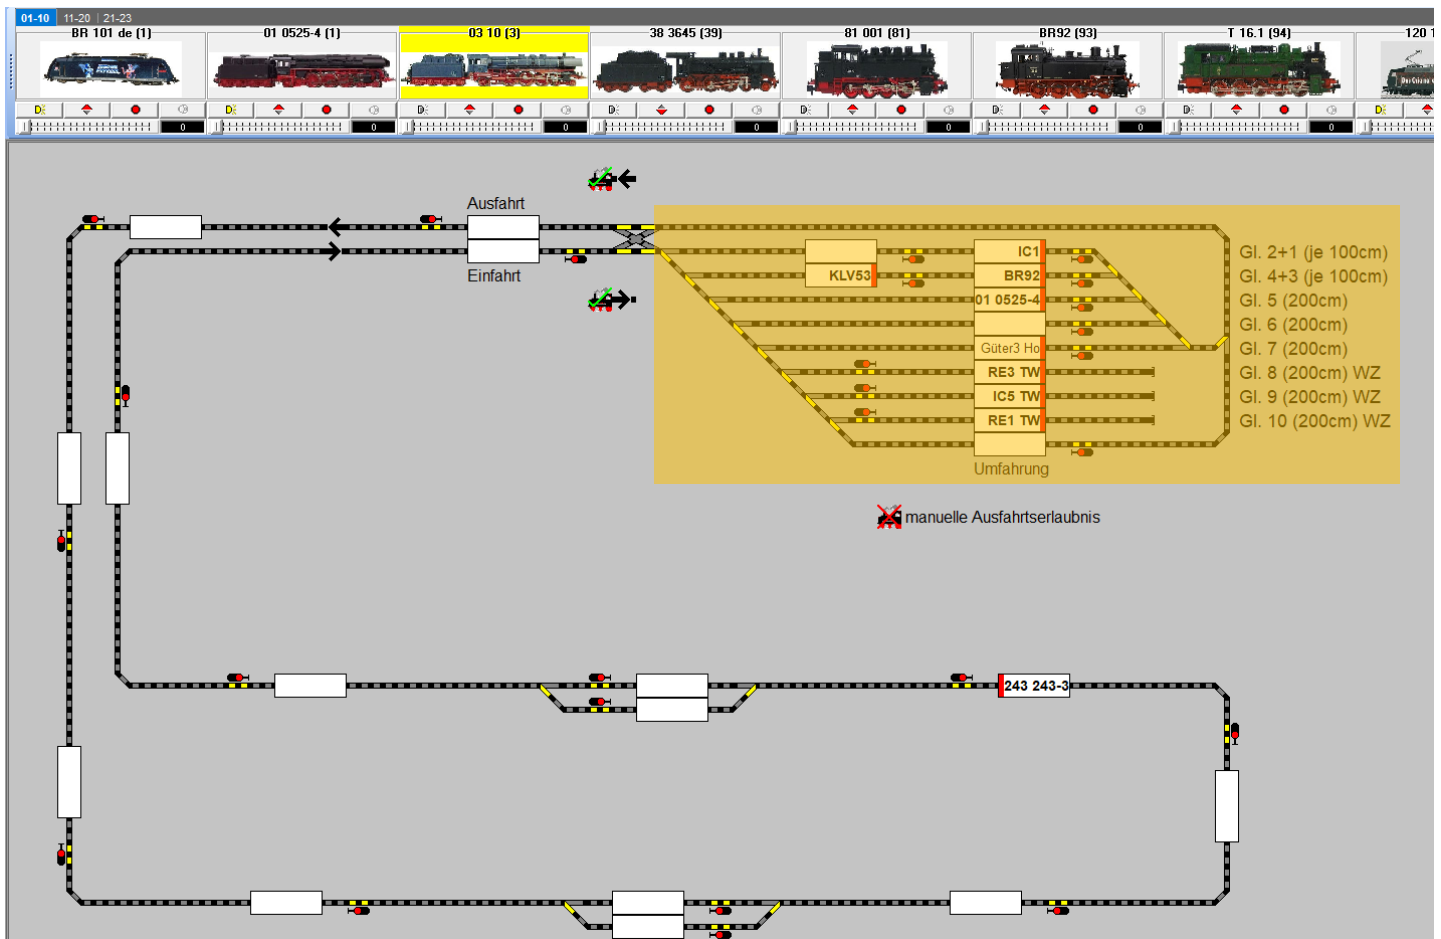 01-10 11-20 21-23
BR 101 de (1) 01 0525-4 (1) 03 10 (3) 38 3645 (39) 81 001 (81) BR92 (93) T 16.1 (94) 120 1
0 0 0 0 0 0 0
Ausfahrt
Einfahrt
IC1 Gl. 2+1 (je 100cm)
KLV53 BR92 Gl. 4+3 (je 100cm)
01 0525-4 Gl. 5 (200cm)
Gl. 6 (200cm)
Güter3 Ho Gl. 7 (200cm)
RE3 TW Gl. 8 (200cm) WZ
IC5 TW Gl. 9 (200cm) WZ
RE1 TW Gl. 10 (200cm) WZ
Umfahrung
manuelle Ausfahrtserlaubnis
243 243-3